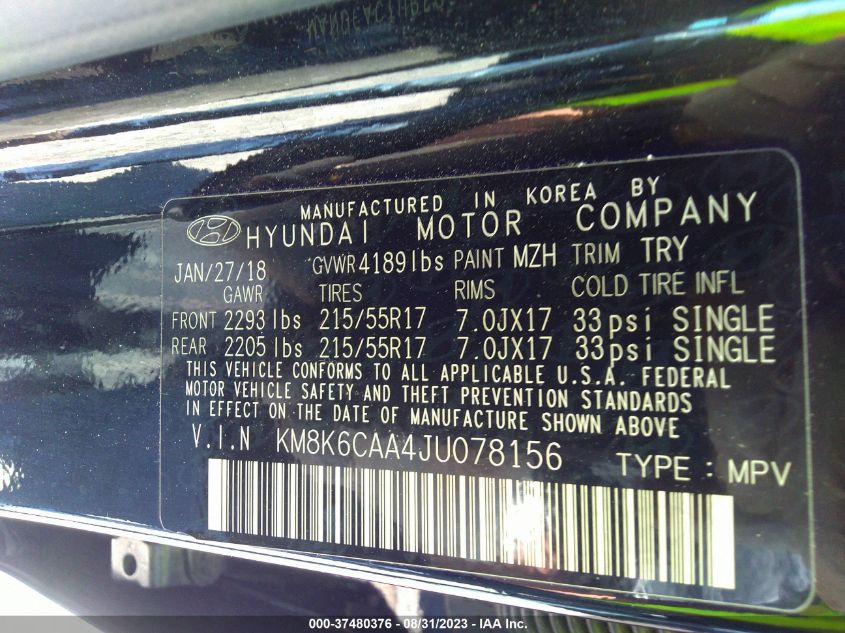 MANUFACTURED IN KOREA BY
HYUNDAI MOTOR COMPANY
JAN/27/18 GVWR4189lbs PAINT MZH TRIM TRY
GAWR TIRES RIMS COLD TIRE INFL
FRONT 2293 lbs 215/55R17 7.0JX17 33psi SINGLE
REAR 2205 lbs 215/55R17 7.0JX17 33psi SINGLE
THIS VEHICLE CONFORMS TO ALL APPLICABLE U.S.A. FEDERAL
MOTOR VEHICLE SAFETY AND THEFT PREVENTION STANDARDS
IN EFFECT ON THE DATE OF MANUFACTURE SHOWN ABOVE
V.I.N KM8K6CAA4JU078156 TYPE : MPV
000-37480376 - 08/31/2023 - IAA Inc.